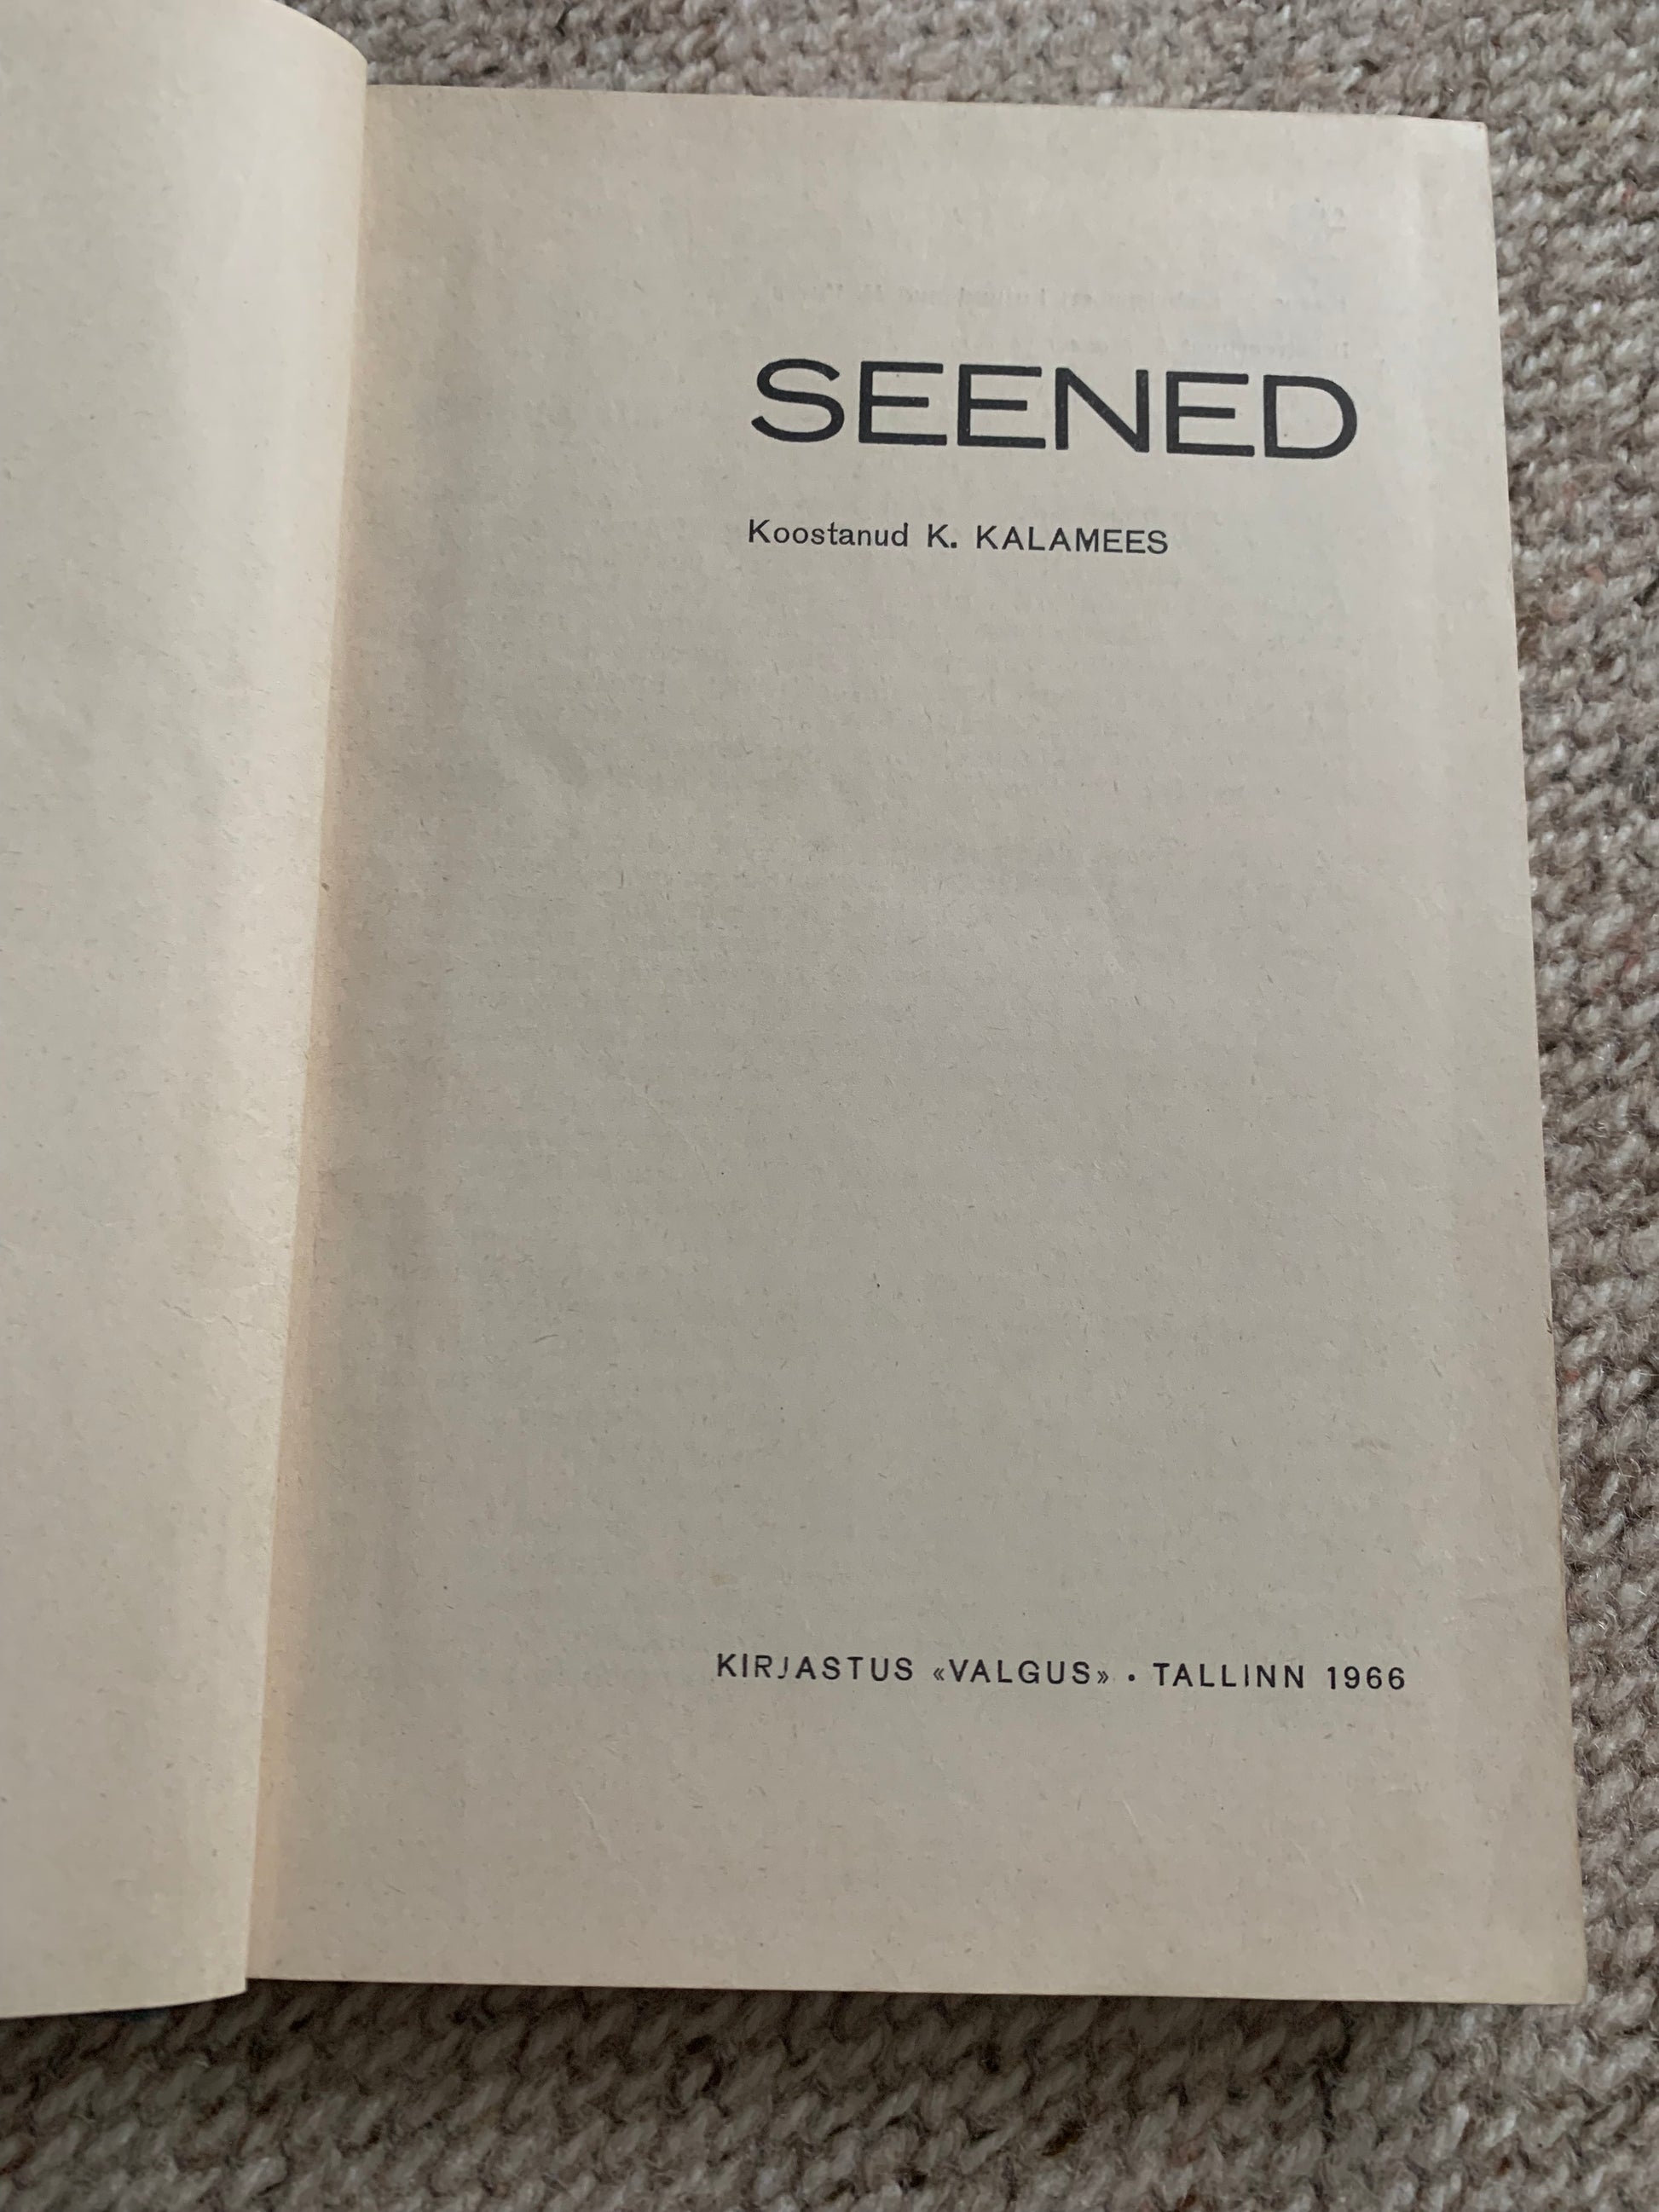 SEENED
Koostanud K. KALAMEES
KIRJASTUS «VALGUS» • TALLINN 1966